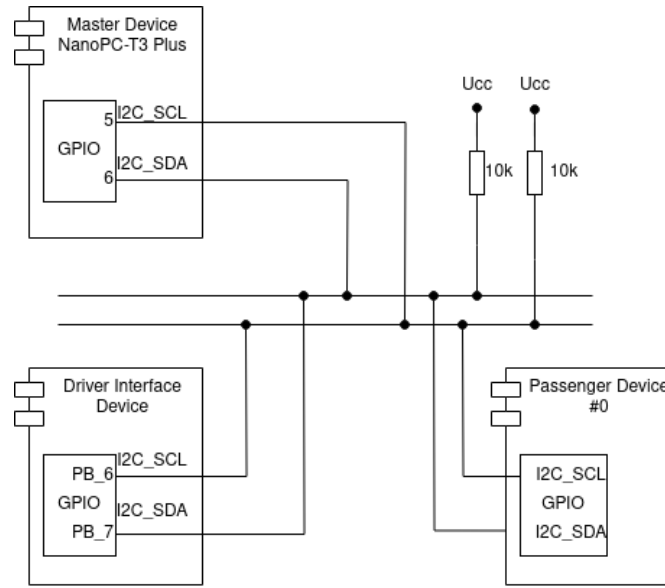 Master Device
NanoPC-T3 Plus
I2C_SCL
5
GPIO
I2C_SDA
6
Ucc
Ucc
10k
10k
Driver Interface
Device
I2C_SCL
PB_6
GPIO
I2C_SDA
PB_7
Passenger Device
#0
I2C_SCL
GPIO
I2C_SDA